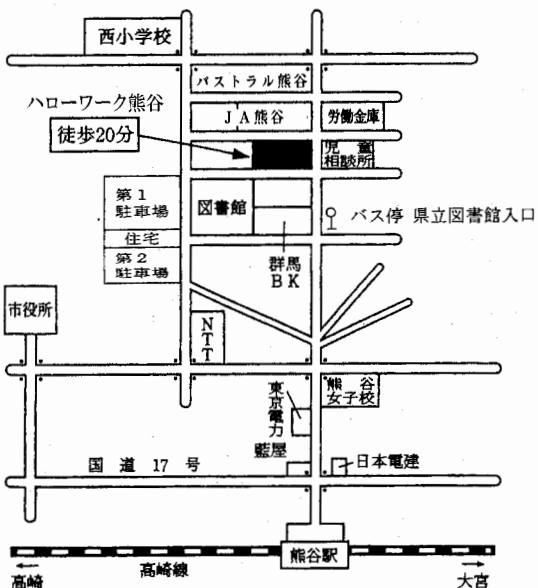 西小学校
パストラル熊谷
ハローワーク熊谷
JA熊谷
労働金庫
徒歩20分
児童
相談所
第1
駐車場
図書館
バス停 県立図書館入口
住宅
第2
駐車場
群馬
BK
市役所
NTT
熊谷
女子校
東京電力
藍屋
国道17号
日本電建
熊谷駅
高崎
高崎線
大宮